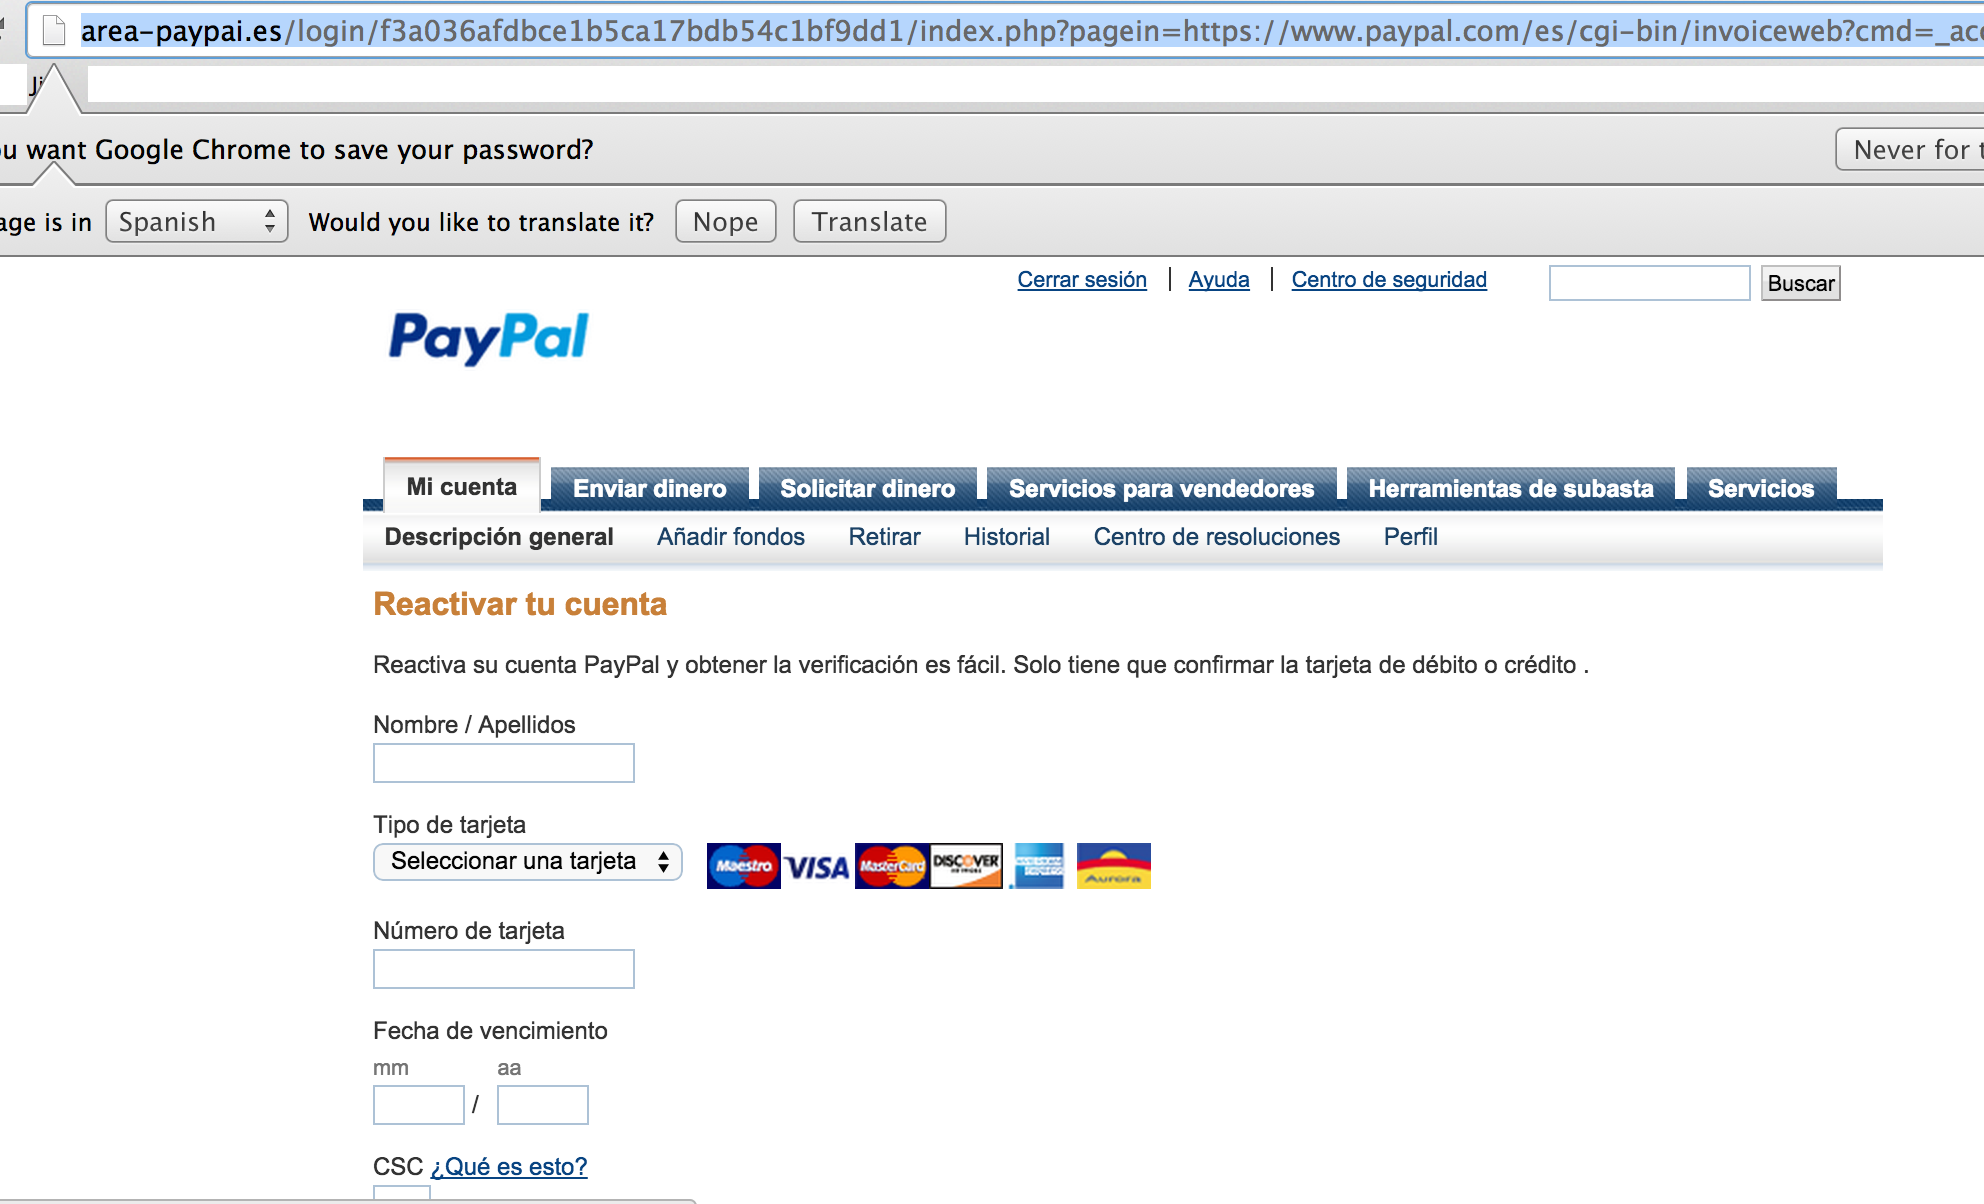 area-paypai.es/login/f3a036afdbce1b5ca17bdb54c1bf9dd1/index.php?pagein=https://www.paypal.com/es/cgi-bin/invoiceweb?cmd=_acc
u want Google Chrome to save your password?
Never for t
age is in Spanish Would you like to translate it? Nope Translate
Cerrar sesión | Ayuda | Centro de seguridad Buscar
PayPal
Mi cuenta Enviar dinero Solicitar dinero Servicios para vendedores Herramientas de subasta Servicios
Descripción general Añadir fondos Retirar Historial Centro de resoluciones Perfil
Reactivar tu cuenta
Reactiva su cuenta PayPal y obtener la verificación es fácil. Solo tiene que confirmar la tarjeta de débito o crédito .
Nombre / Apellidos
Tipo de tarjeta
Seleccionar una tarjeta Maestro VISA MasterCard DISCOVER NETWORK AMERICAN EXPRESS Aurora
Número de tarjeta
Fecha de vencimiento
mm aa
/
CSC ¿Qué es esto?